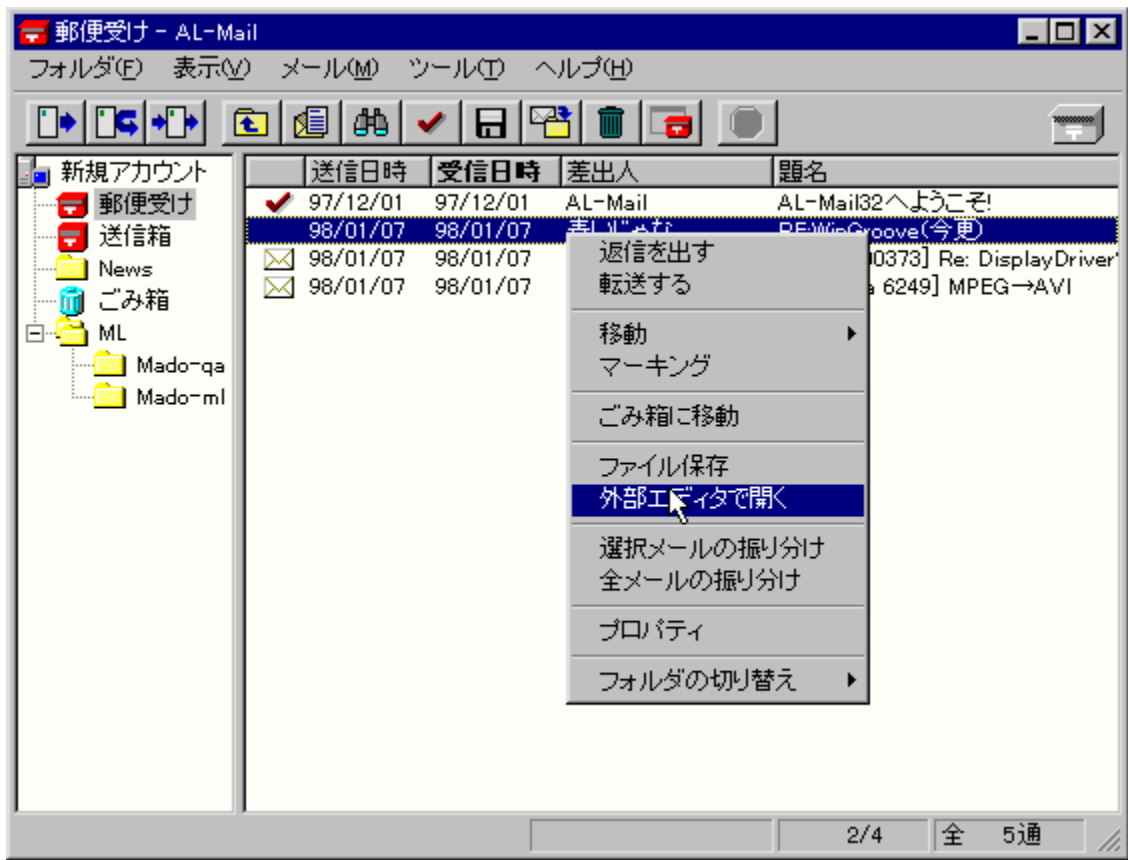 郵便受け - AL-Mail
フォルダ(F) 表示(V) メール(M) ツール(T) ヘルプ(H)
新規アカウント
郵便受け
送信箱
News
ごみ箱
ML
Mado-qa
Mado-ml
送信日時 受信日時 差出人 題名
97/12/01 97/12/01 AL-Mail AL-Mail32へようこそ!
98/01/07 98/01/07 RE:WinGroove(今更)
98/01/07 98/01/07 0373] Re: DisplayDriver
98/01/07 98/01/07 6249] MPEG→AVI
返信を出す
転送する
移動
マーキング
ごみ箱に移動
ファイル保存
外部エディタで開く
選択メールの振り分け
全メールの振り分け
プロパティ
フォルダの切り替え
2/4 全 5通